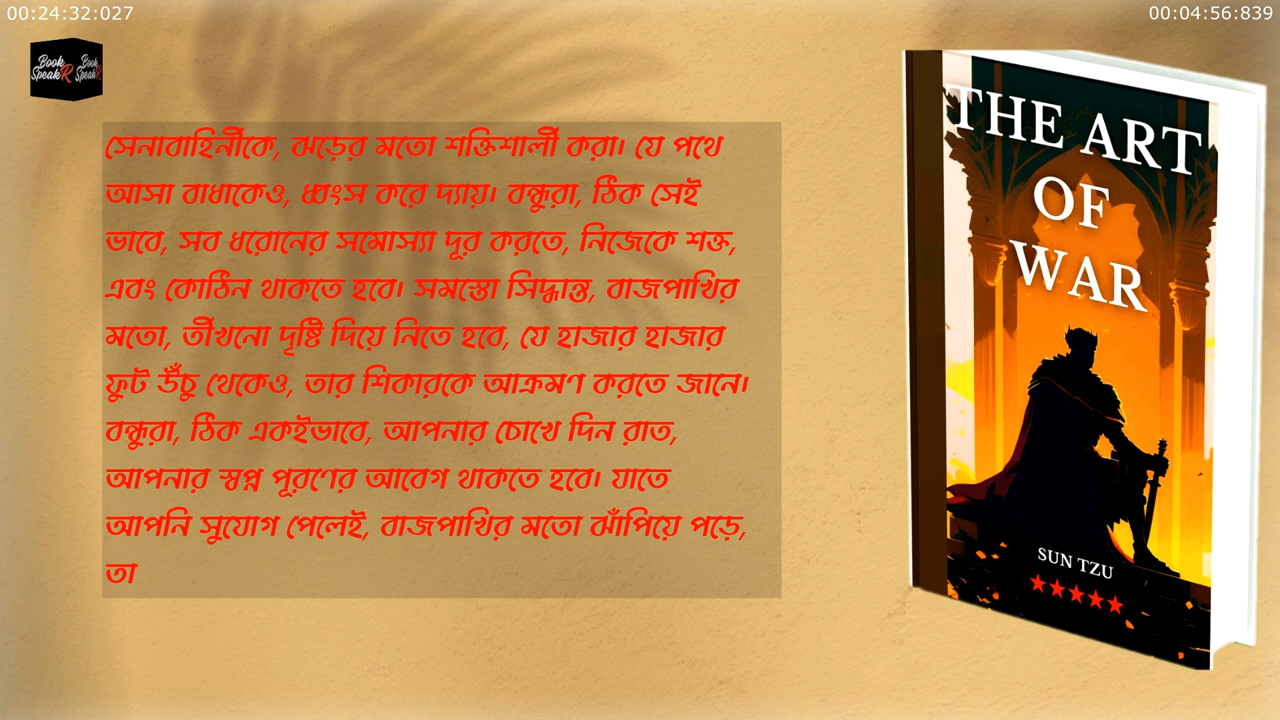 00:24:32:027
00:04:56:839
Book SpeakR
Book SpeakR
সেনাবাহিনীকে, ঝড়ের মতো শক্তিশালী করা। যে পথে
আসা বাধাকেও, ধ্বংস করে দ্যায়। বন্ধুরা, ঠিক সেই
ভাবে, সব ধরোনের সমোস্যা দূর করতে, নিজেকে শক্ত,
এবং কোঠিন থাকতে হবে। সমস্তো সিদ্ধান্ত, বাজপাখির
মতো, তীঁখনো দৃষ্টি দিয়ে নিতে হবে, যে হাজার হাজার
ফুট উঁচু থেকেও, তার শিকারকে আক্রমণ করতে জানে।
বন্ধুরা, ঠিক একইভাবে, আপনার চোখে দিন রাত,
আপনার স্বপ্ন পূরণের আবেগ থাকতে হবে। যাতে
আপনি সুযোগ পেলেই, বাজপাখির মতো ঝাঁপিয়ে পড়ে,
তা
THE ART
OF
WAR
SUN TZU